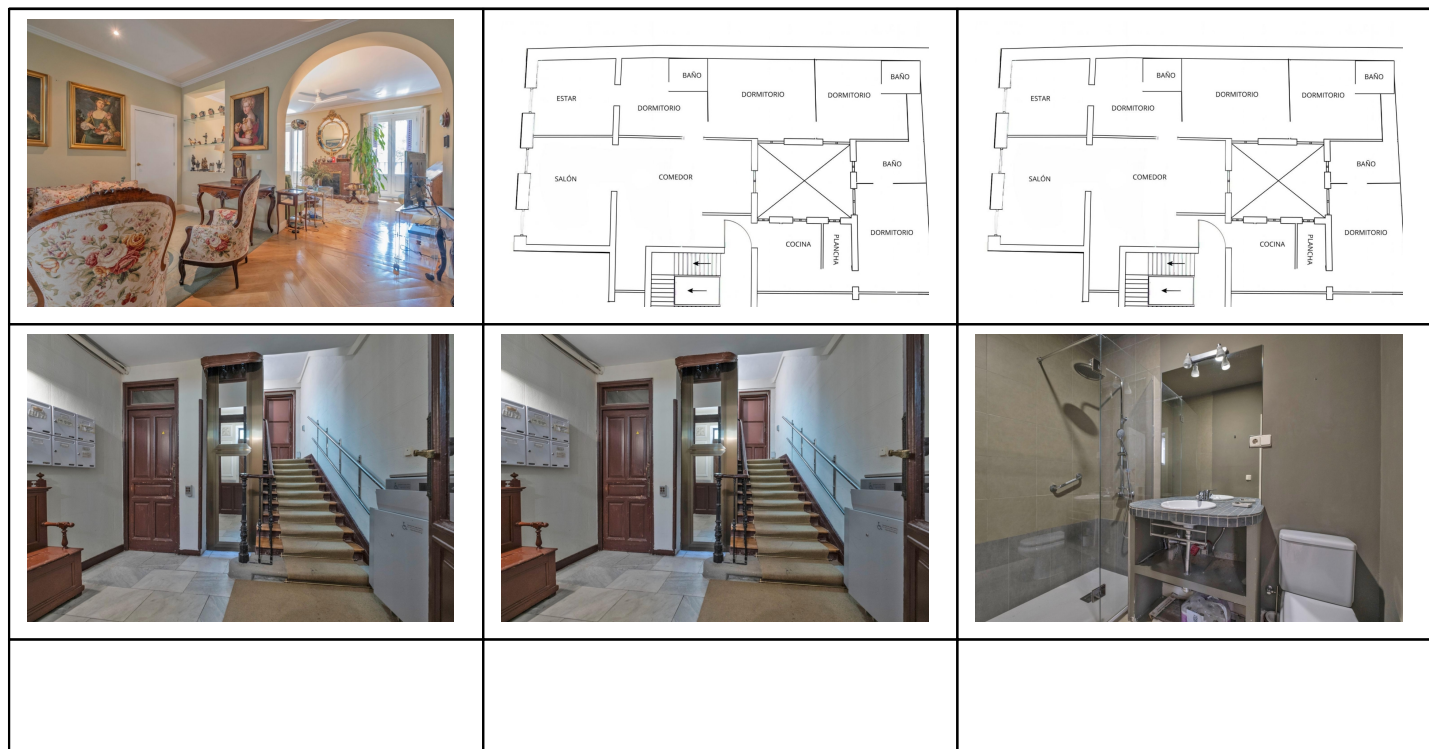 BAÑO
BAÑO
ESTAR
DORMITORIO
DORMITORIO
DORMITORIO
BAÑO
SALÓN
COMEDOR
DORMITORIO
COCINA
PLANCHA
BAÑO
BAÑO
ESTAR
DORMITORIO
DORMITORIO
DORMITORIO
BAÑO
SALÓN
COMEDOR
DORMITORIO
COCINA
PLANCHA